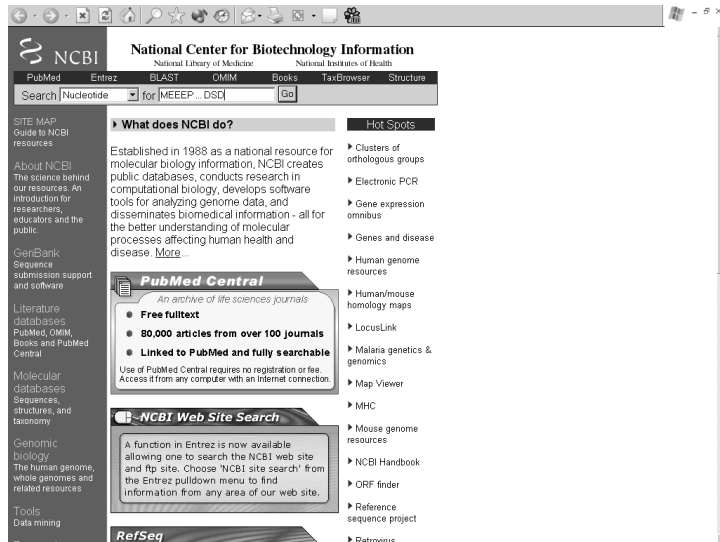 NCBI
National Center for Biotechnology Information
National Library of Medicine National Institutes of Health
PubMed Entrez BLAST OMIM Books TaxBrowser Structure
Search Nucleotide for MEEEP ... DSD Go
SITE MAP
Guide to NCBI
resources
About NCBI
The science behind
our resources. An
introduction for
researchers,
educators and the
public.
GenBank
Sequence
submission support
and software
Literature
databases
PubMed, OMIM,
Books and PubMed
Central
Molecular
databases
Sequences,
structures, and
taxonomy
Genomic
biology
The human genome,
whole genomes and
related resources
Tools
Data mining
What does NCBI do?
Established in 1988 as a national resource for
molecular biology information, NCBI creates
public databases, conducts research in
computational biology, develops software
tools for analyzing genome data, and
disseminates biomedical information - all for
the better understanding of molecular
processes affecting human health and
disease. More...
PubMed Central
An archive of life sciences journals
Free fulltext
80,000 articles from over 100 journals
Linked to PubMed and fully searchable
Use of PubMed Central requires no registration or fee.
Access it from any computer with an Internet connection.
NCBI Web Site Search
A function in Entrez is now available
allowing one to search the NCBI web site
and ftp site. Choose 'NCBI site search' from
the Entrez pulldown menu to find
information from any area of our web site.
RefSeq
Hot Spots
Clusters of
orthologous groups
Electronic PCR
Gene expression
omnibus
Genes and disease
Human genome
resources
Human/mouse
homology maps
LocusLink
Malaria genetics &
genomics
Map Viewer
MHC
Mouse genome
resources
NCBI Handbook
ORF finder
Reference
sequence project
Retrovirus